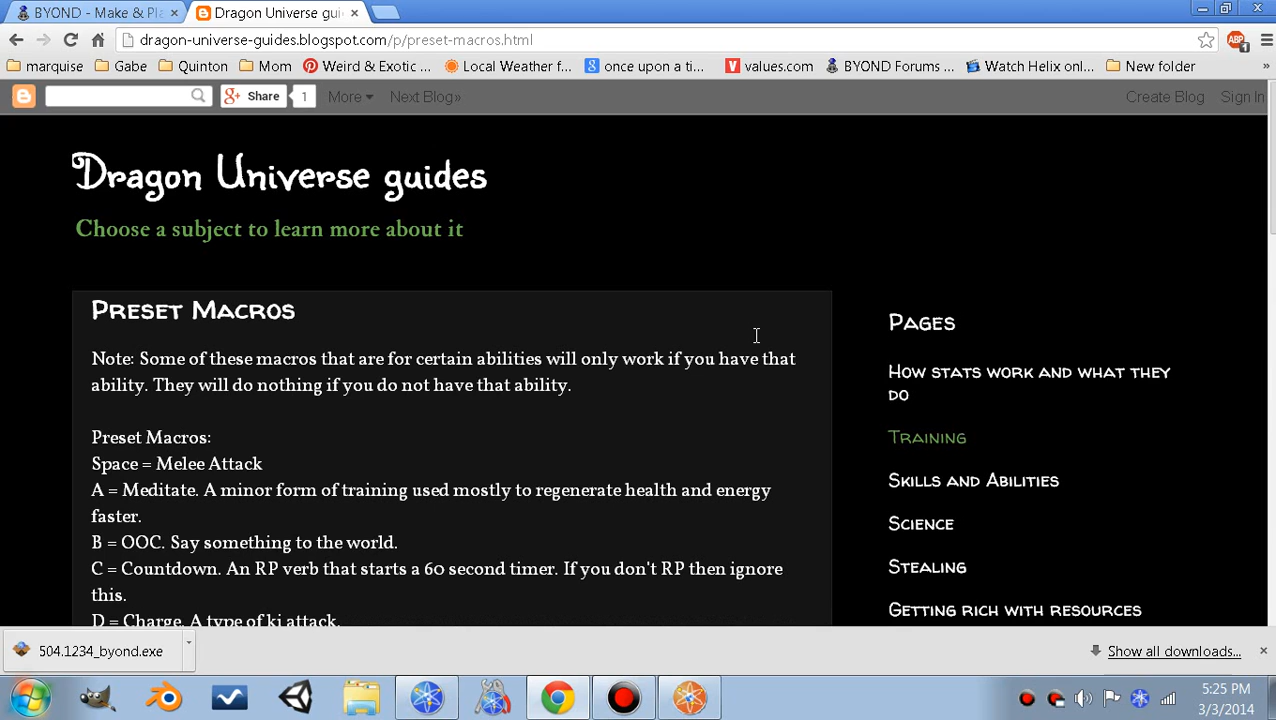 BYOND - Make & Pla
Dragon Universe gui
dragon-universe-guides.blogspot.com/p/preset-macros.html
ABP
1
marquise
Gabe
Quinton
Mom
Weird & Exotic ...
Local Weather f...
once upon a ti...
values.com
BYOND Forums ...
Watch Helix onl...
New folder
»
Share
1
More
Next Blog»
Create Blog
Sign In
Dragon Universe guides
Choose a subject to learn more about it
Preset Macros
Note: Some of these macros that are for certain abilities will only work if you have that
ability. They will do nothing if you do not have that ability.
Preset Macros:
Space = Melee Attack
A = Meditate. A minor form of training used mostly to regenerate health and energy
faster.
B = OOC. Say something to the world.
C = Countdown. An RP verb that starts a 60 second timer. If you don't RP then ignore
this.
D = Charge. A type of ki attack.
Pages
How stats work and what they
do
Training
Skills and Abilities
Science
Stealing
Getting rich with resources
504.1234_byond.exe
Show all downloads...
5:25 PM
3/3/2014